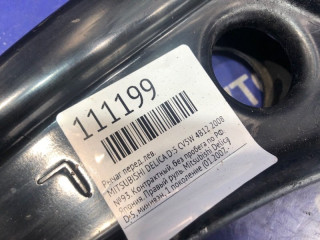 111199
Рычаг перед. лев.
MITSUBISHI DELICA D:5 CV5W 4B12 2008
№93. Контрактный, без пробега по РФ.
Япония. Правый руль. Mitsubishi Delica
D:5, минивэн, 1 поколение (01.2007-
L